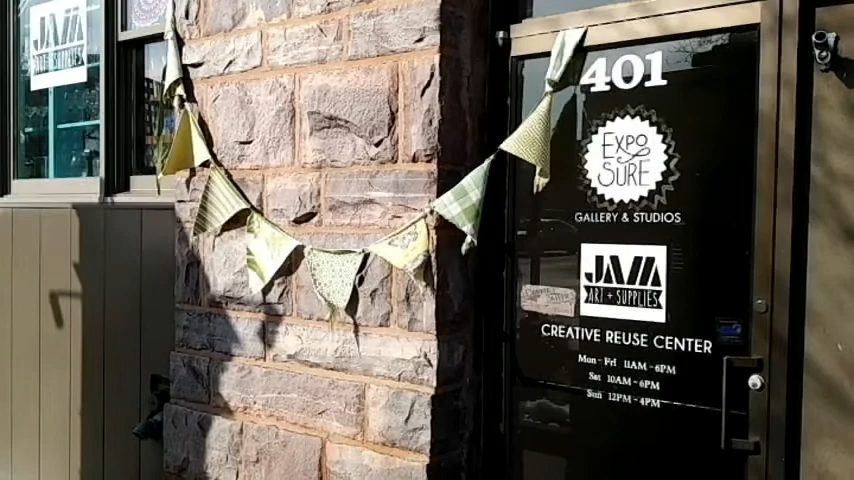 JAVA
ART + SUPPLIES
401
EXPO
SURE
GALLERY & STUDIOS
JAVA
ART + SUPPLIES
CREATIVE REUSE CENTER
Mon - Fri 11AM - 6PM
Sat 10AM - 6PM
Sun 12PM - 4PM